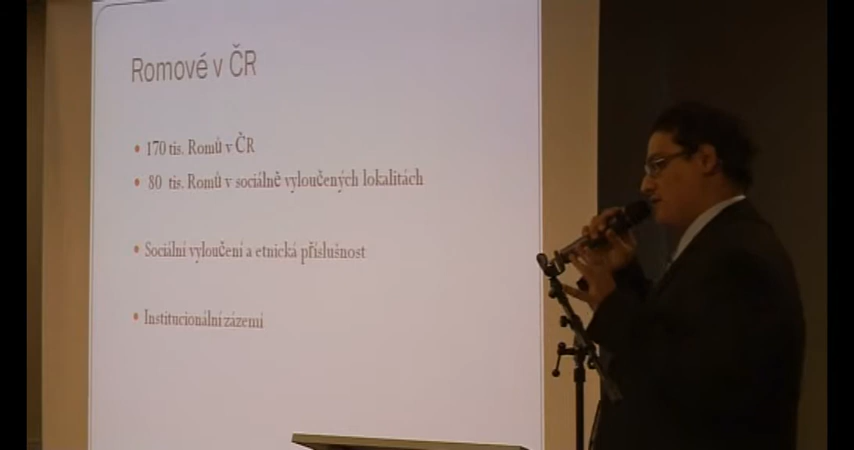 Romové v ČR
170 tis. Romů v ČR
80 tis. Romů v sociálně vyloučených lokalitách
Sociální vyloučení a etnická příslušnost
Institucionální zázemí